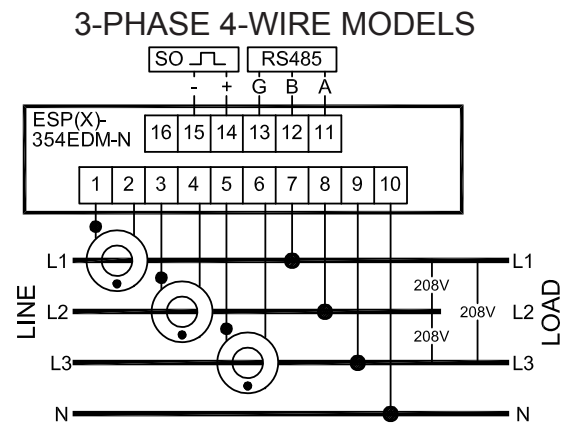 3-PHASE 4-WIRE MODELS
SO RS485
- + G B A
ESP(X)-
354EDM-N
16 15 14 13 12 11
1 2 3 4 5 6 7 8 9 10
L1 L1
208V
LINE L2 208V L2 LOAD
208V
L3 L3
N N